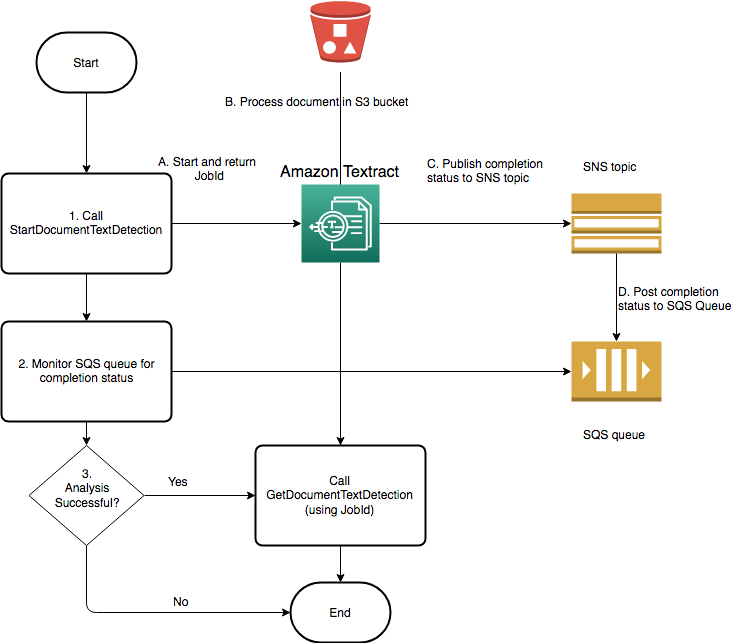 Start
B. Process document in S3 bucket
A. Start and return
JobId
Amazon Textract
C. Publish completion
status to SNS topic
SNS topic
1. Call
StartDocumentTextDetection
D. Post completion
status to SQS Queue
2. Monitor SQS queue for
completion status
SQS queue
3.
Analysis
Successful?
Yes
Call
GetDocumentTextDetection
(using JobId)
No
End